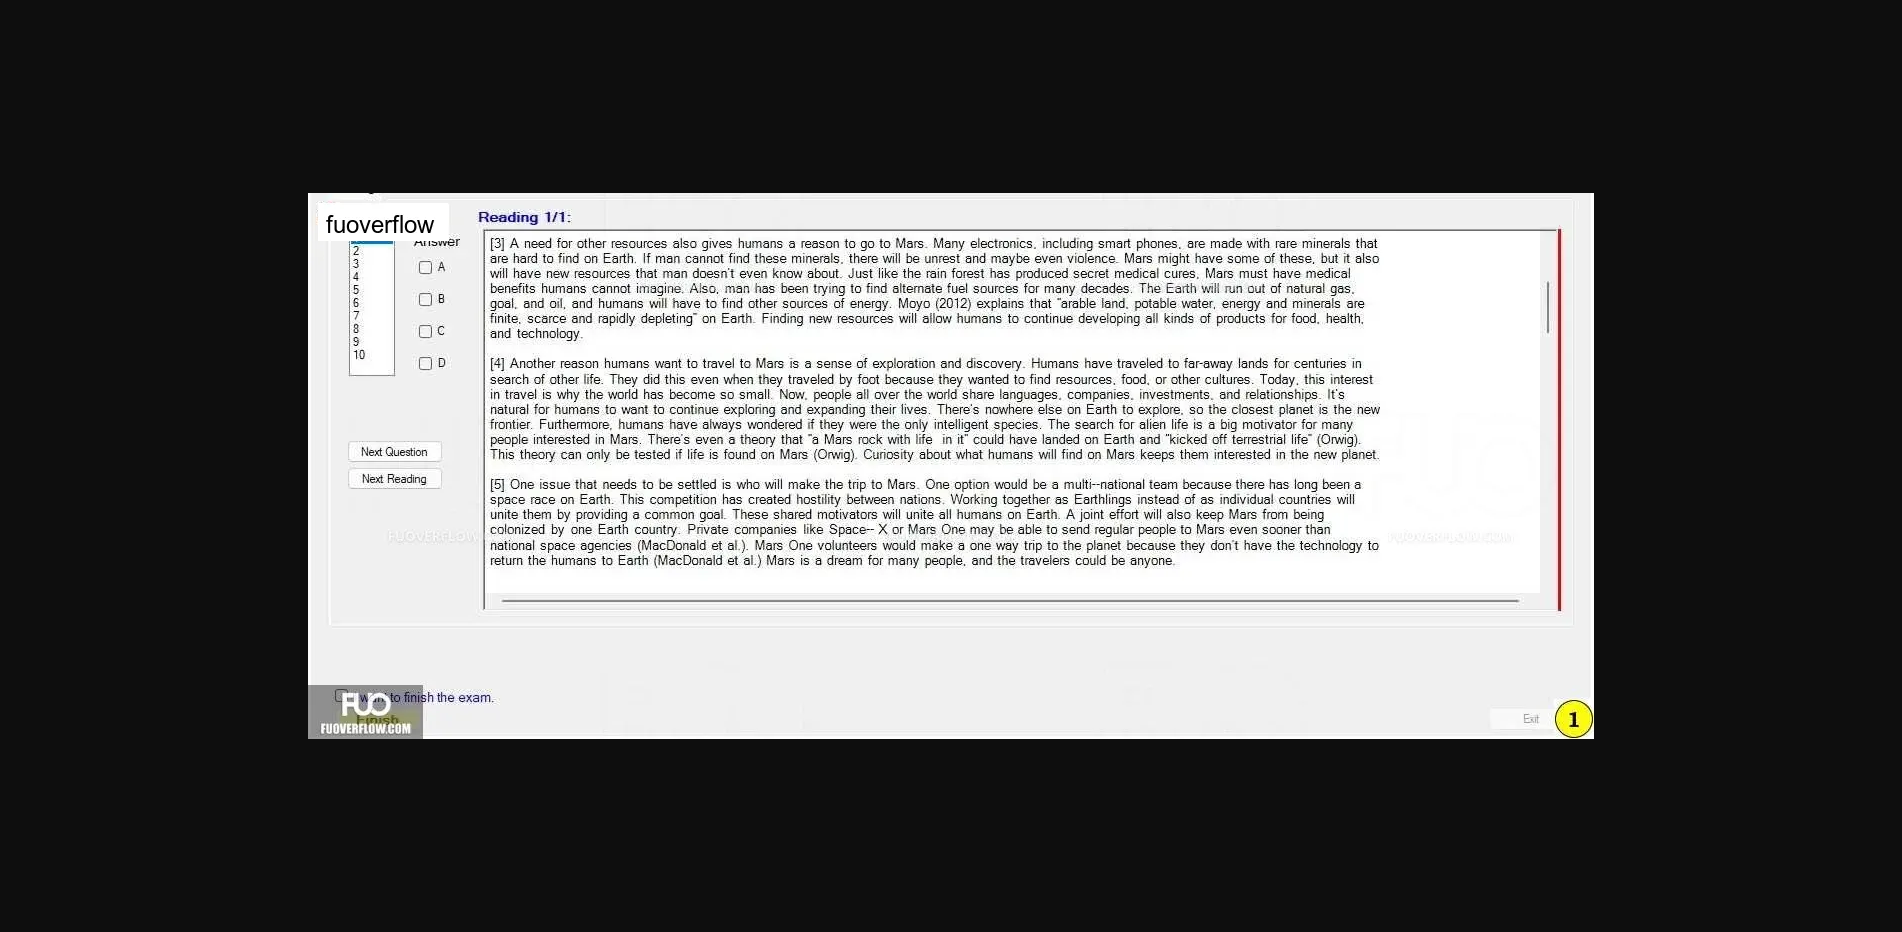 fuoverflow
Reading 1/1:
Answer
2
3
4
5
6
7
8
9
10
A
B
C
D
Next Question
Next Reading
[3] A need for other resources also gives humans a reason to go to Mars. Many electronics, including smart phones, are made with rare minerals that
are hard to find on Earth. If man cannot find these minerals, there will be unrest and maybe even violence. Mars might have some of these, but it also
will have new resources that man doesn't even know about. Just like the rain forest has produced secret medical cures, Mars must have medical
benefits humans cannot imagine. Also, man has been trying to find alternate fuel sources for many decades. The Earth will run out of natural gas,
goal, and oil, and humans will have to find other sources of energy. Moyo (2012) explains that "arable land, potable water, energy and minerals are
finite, scarce and rapidly depleting" on Earth. Finding new resources will allow humans to continue developing all kinds of products for food, health,
and technology.
[4] Another reason humans want to travel to Mars is a sense of exploration and discovery. Humans have traveled to far-away lands for centuries in
search of other life. They did this even when they traveled by foot because they wanted to find resources, food, or other cultures. Today, this interest
in travel is why the world has become so small. Now, people all over the world share languages, companies, investments, and relationships. It's
natural for humans to want to continue exploring and expanding their lives. There's nowhere else on Earth to explore, so the closest planet is the new
frontier. Furthermore, humans have always wondered if they were the only intelligent species. The search for alien life is a big motivator for many
people interested in Mars. There's even a theory that "a Mars rock with life in it" could have landed on Earth and "kicked off terrestrial life" (Orwig).
This theory can only be tested if life is found on Mars (Orwig). Curiosity about what humans will find on Mars keeps them interested in the new planet.
[5] One issue that needs to be settled is who will make the trip to Mars. One option would be a multi--national team because there has long been a
space race on Earth. This competition has created hostility between nations. Working together as Earthlings instead of as individual countries will
unite them by providing a common goal. These shared motivators will unite all humans on Earth. A joint effort will also keep Mars from being
colonized by one Earth country. Private companies like Space-- X or Mars One may be able to send regular people to Mars even sooner than
national space agencies (MacDonald et al.). Mars One volunteers would make a one way trip to the planet because they don't have the technology to
return the humans to Earth (MacDonald et al.) Mars is a dream for many people, and the travelers could be anyone.
FUOVERFLOW
FUOVERFLOW.COM
want to finish the exam.
Finish
FUO
FUOVERFLOW.COM
Exit
1